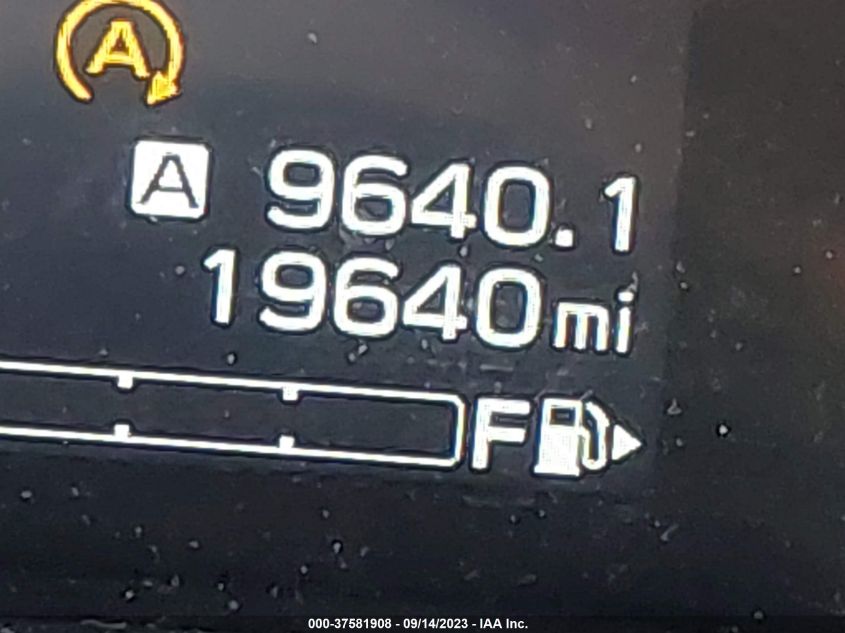 A
A 9640.1
19640mi
F
000-37581908 - 09/14/2023 - IAA Inc.